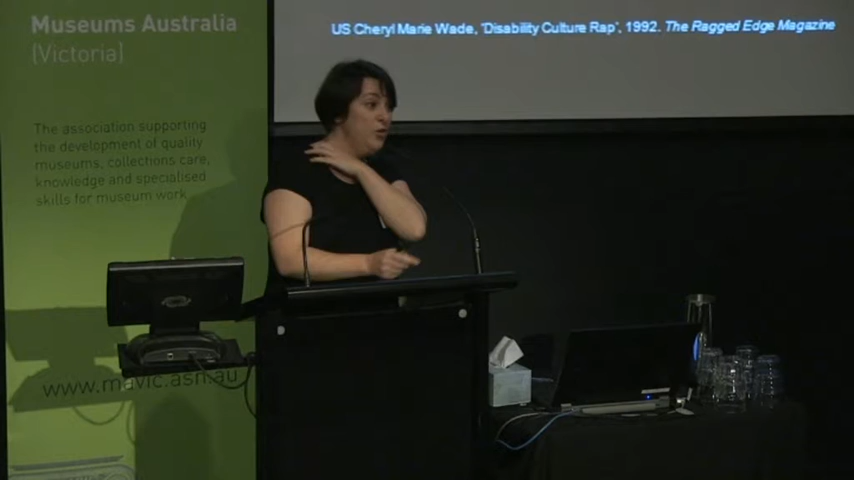 Museums Australia
(Victoria)
The association supporting
the development of quality
museums, collections care,
knowledge and specialised
skills for museum work
www.mavic.asn.au
US Cheryl Marie Wade, 'Disability Culture Rap', 1992. The Ragged Edge Magazine